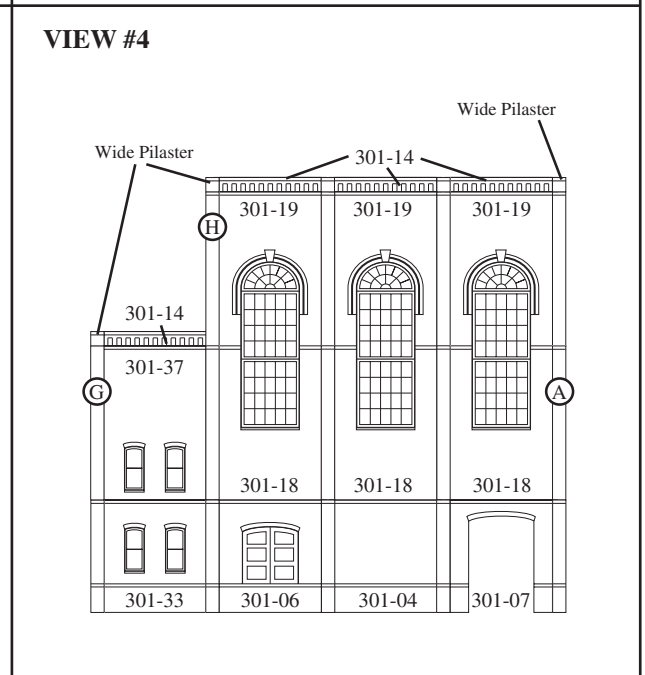 VIEW #4
Wide Pilaster
Wide Pilaster
301-14
301-19 301-19 301-19
H
301-14
301-37
G
A
301-18 301-18 301-18
301-33 301-06 301-04 301-07